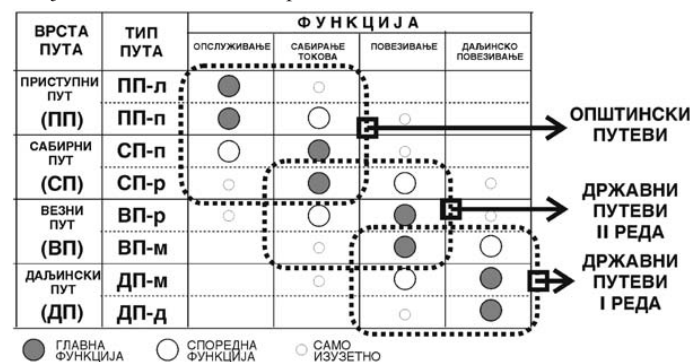 ВРСТА
ПУТА
ТИП
ПУТА
ФУНКЦИЈА
ОПСЛУЖИВАЊЕ
САБИРАЊЕ
ТОКОВА
ПОВЕЗИВАЊЕ
ДАЉИНСКО
ПОВЕЗИВАЊЕ
ПРИСТУПНИ
ПУТ
(ПП)
ПП-л
ПП-п
САБИРНИ
ПУТ
(СП)
СП-п
СП-р
ВЕЗНИ
ПУТ
(ВП)
ВП-р
ВП-м
ДАЉИНСКИ
ПУТ
(ДП)
ДП-м
ДП-д
ОПШТИНСКИ
ПУТЕВИ
ДРЖАВНИ
ПУТЕВИ
II РЕДА
ДРЖАВНИ
ПУТЕВИ
I РЕДА
ГЛАВНА
ФУНКЦИЈА
СПОРЕДНА
ФУНКЦИЈА
САМО
ИЗУЗЕТНО